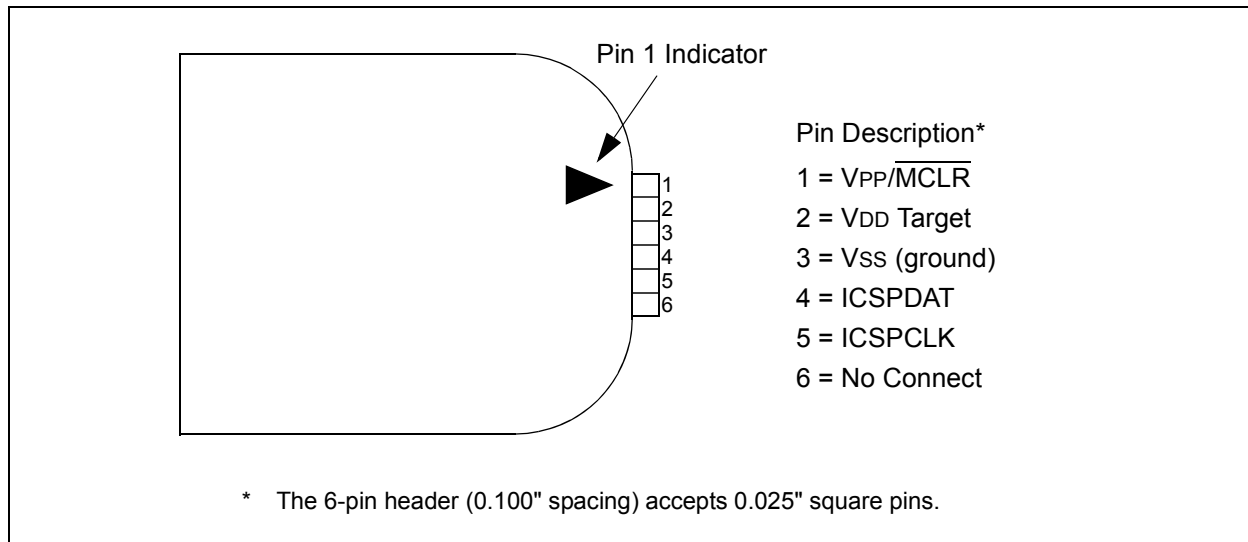 Pin 1 Indicator
1
2
3
4
5
6
Pin Description*
1 = VPP/MCLR
2 = VDD Target
3 = VSS (ground)
4 = ICSPDAT
5 = ICSPCLK
6 = No Connect
* The 6-pin header (0.100" spacing) accepts 0.025" square pins.